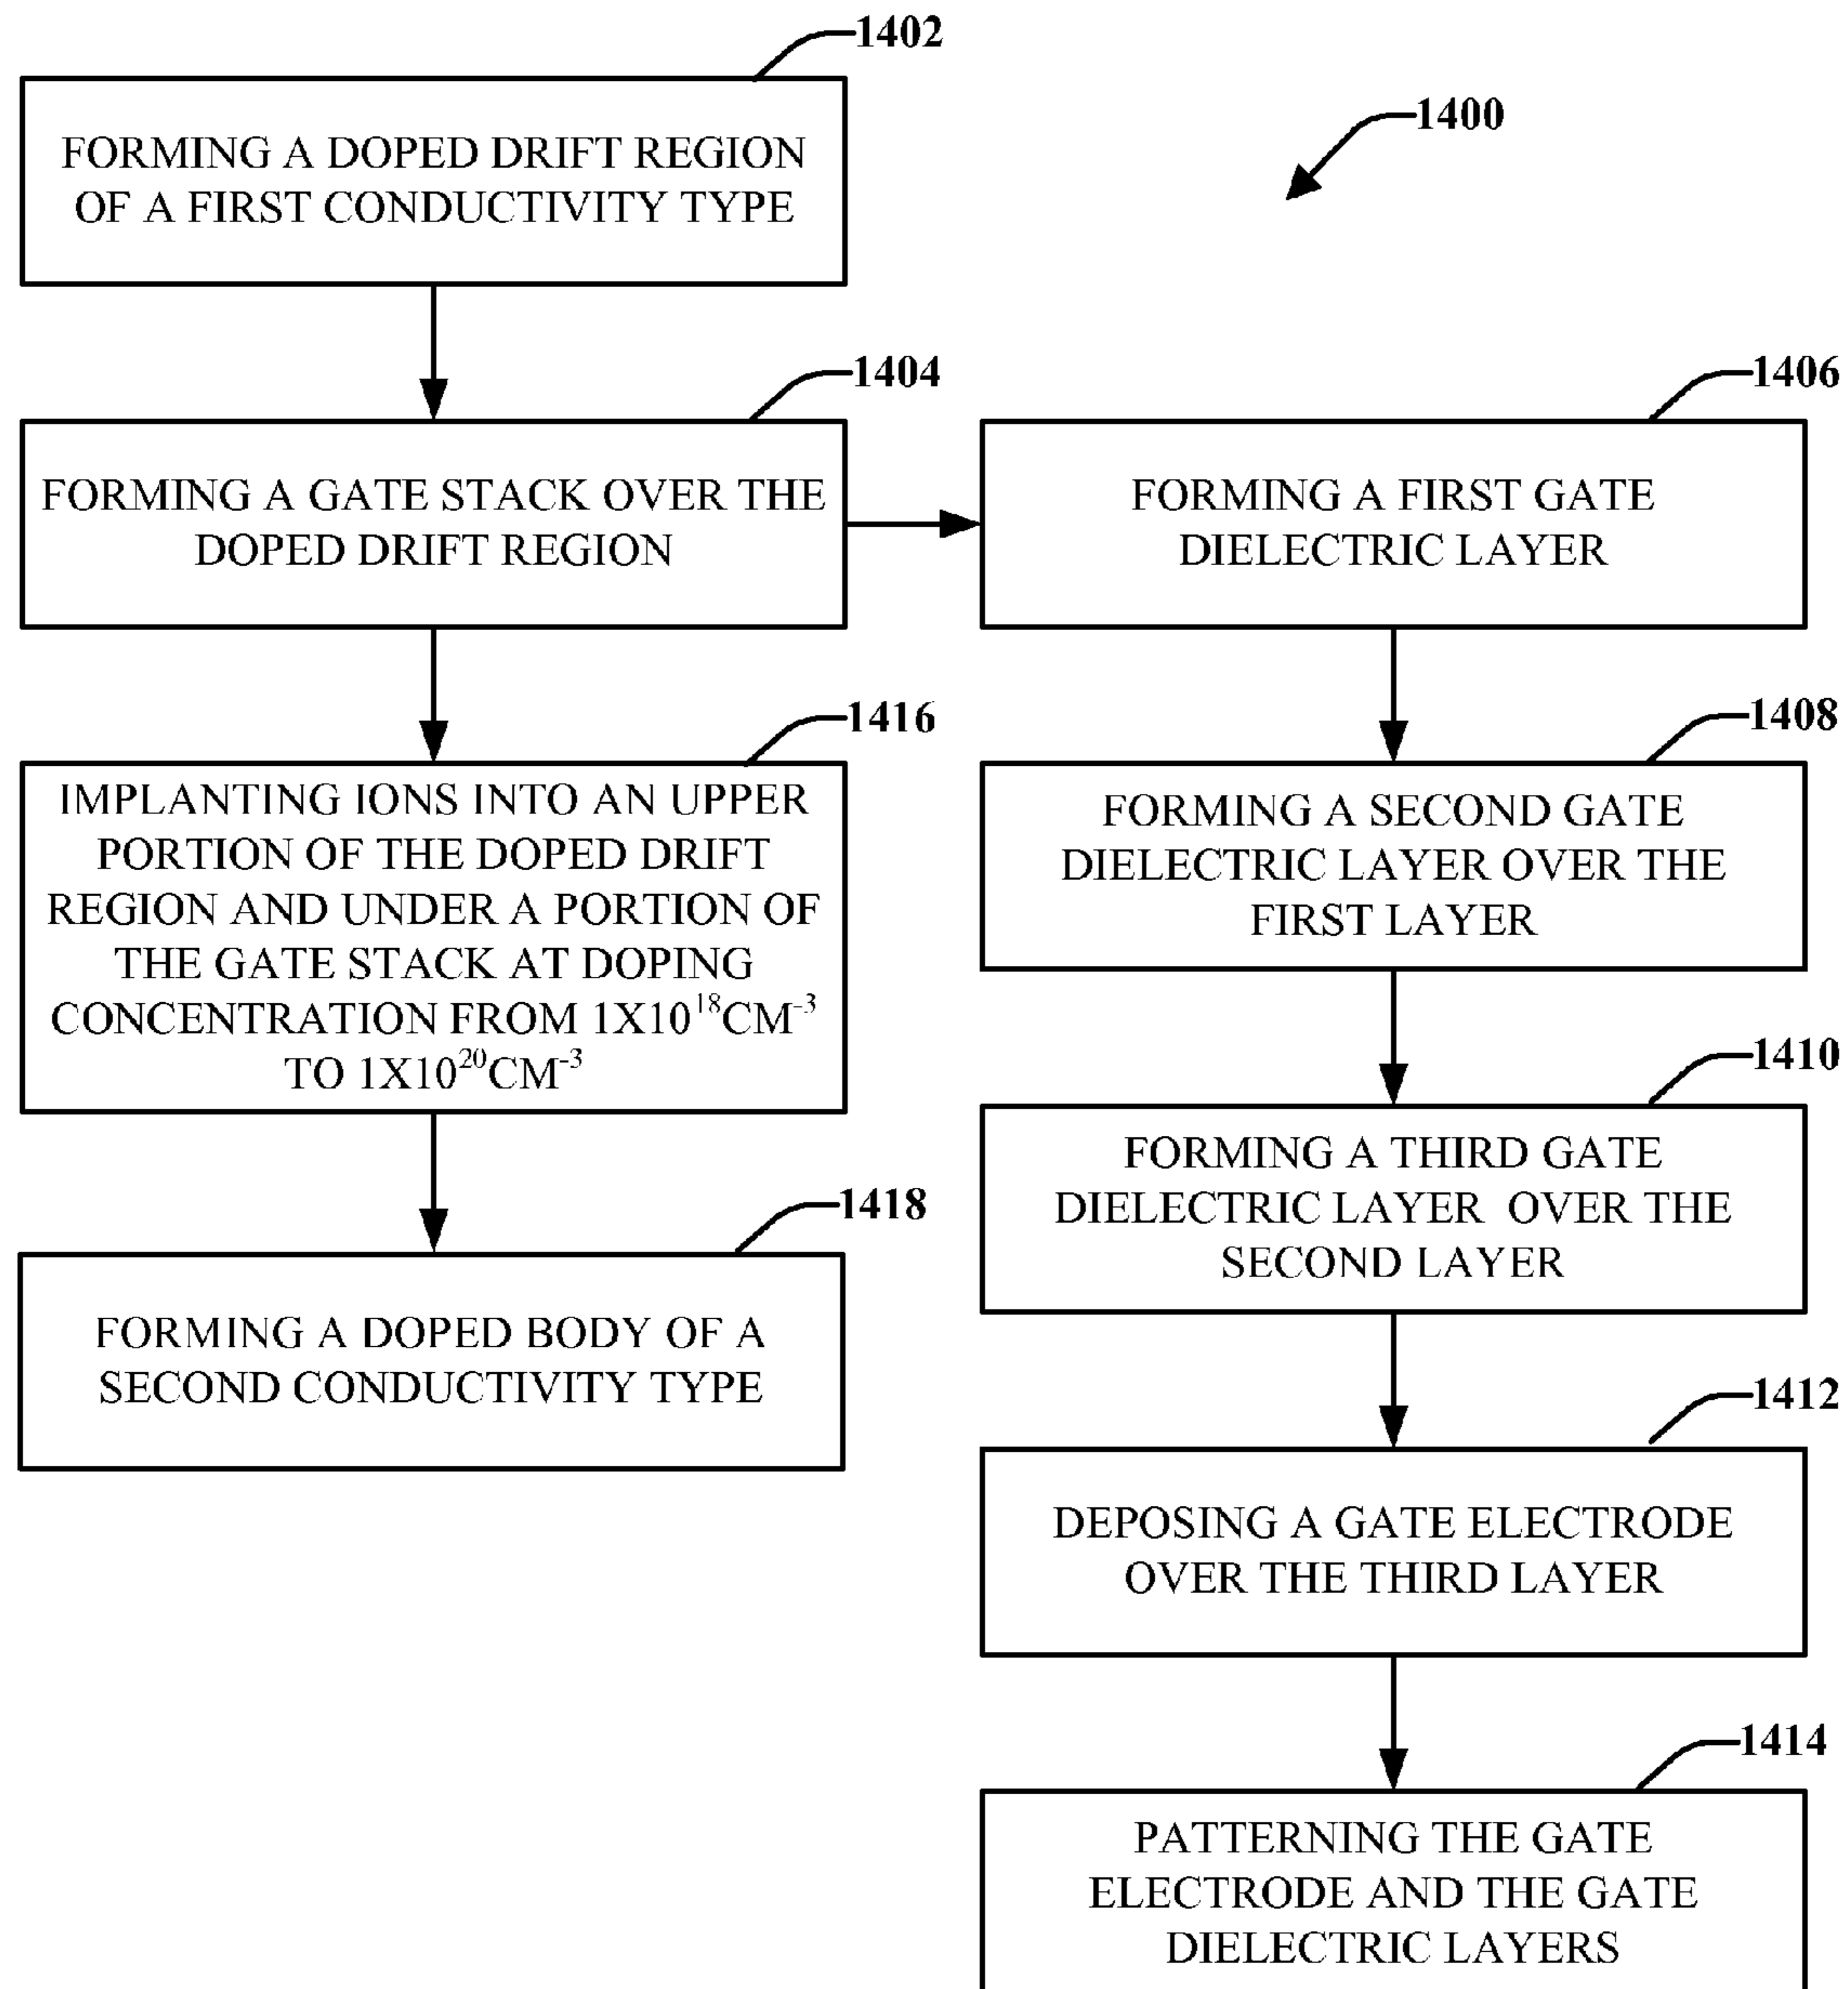 1402
FORMING A DOPED DRIFT REGION
OF A FIRST CONDUCTIVITY TYPE
1400
1404
FORMING A GATE STACK OVER THE
DOPED DRIFT REGION
1406
FORMING A FIRST GATE
DIELECTRIC LAYER
1416
IMPLANTING IONS INTO AN UPPER
PORTION OF THE DOPED DRIFT
REGION AND UNDER A PORTION OF
THE GATE STACK AT DOPING
CONCENTRATION FROM 1X10¹⁸CM⁻³
TO 1X10²⁰CM⁻³
1408
FORMING A SECOND GATE
DIELECTRIC LAYER OVER THE
FIRST LAYER
1410
FORMING A THIRD GATE
DIELECTRIC LAYER OVER THE
SECOND LAYER
1418
FORMING A DOPED BODY OF A
SECOND CONDUCTIVITY TYPE
1412
DEPOSING A GATE ELECTRODE
OVER THE THIRD LAYER
1414
PATTERNING THE GATE
ELECTRODE AND THE GATE
DIELECTRIC LAYERS